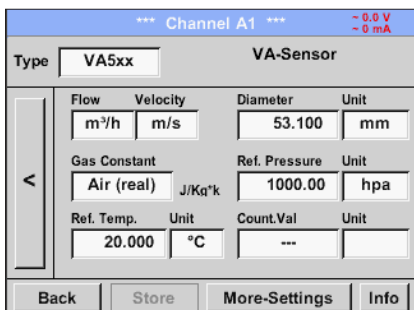 *** Channel A1 ***
~ 0.0 V
~ 0 mA
Type VA5xx VA-Sensor
Flow Velocity Diameter Unit
m³/h m/s 53.100 mm
Gas Constant Ref. Pressure Unit
< Air (real) J/Kg*k 1000.00 hpa
Ref. Temp. Unit Count.Val Unit
20.000 °C ---
Back Store More-Settings Info